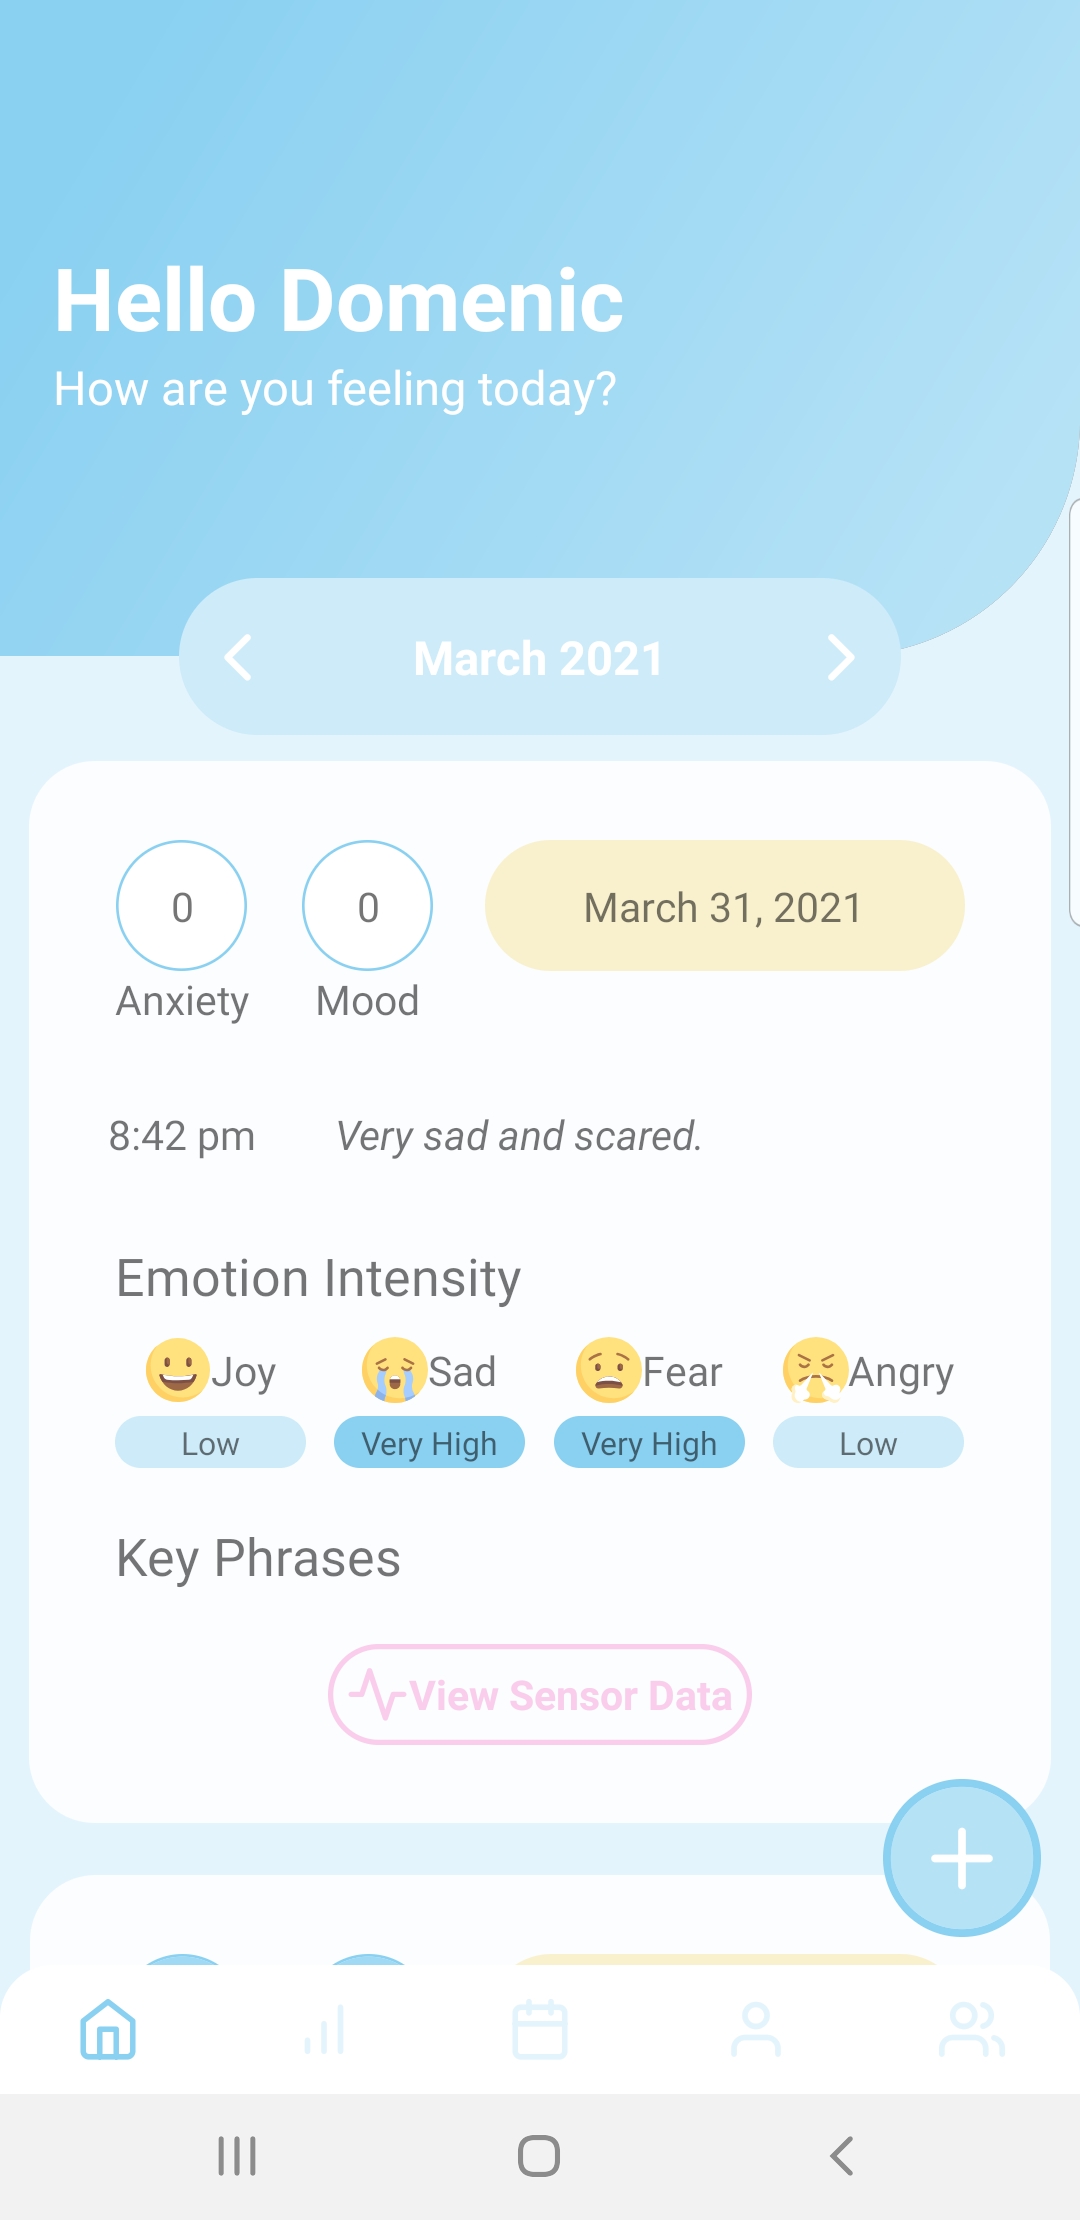 Hello Domenic
How are you feeling today?
March 2021
0
0
March 31, 2021
Anxiety
Mood
8:42 pm
Very sad and scared.
Emotion Intensity
Joy
Sad
Fear
Angry
Low
Very High
Very High
Low
Key Phrases
View Sensor Data